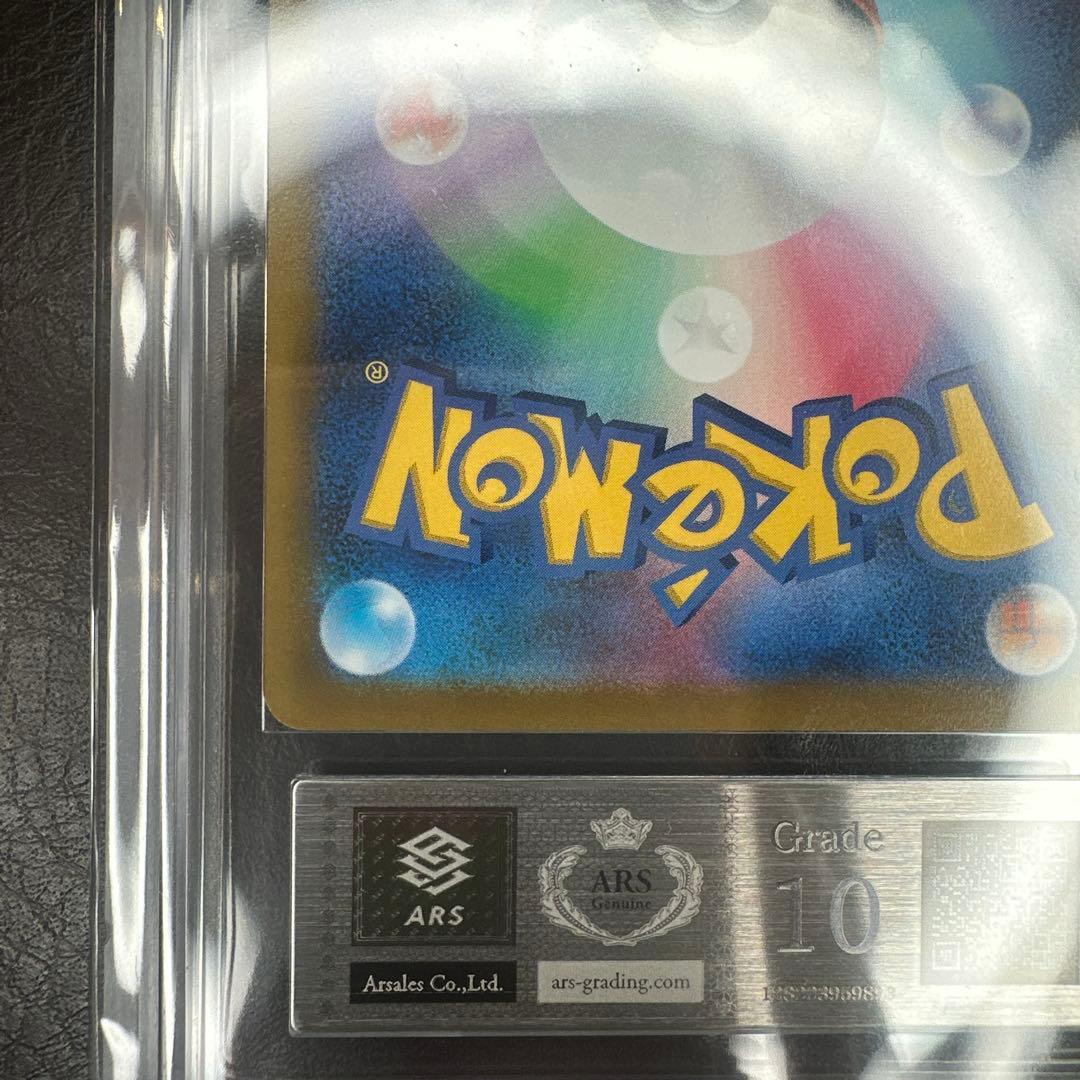 Pokémon®
ARS
ARS
Genuine
Grade
10
Arsales Co.,Ltd.
ars-grading.com